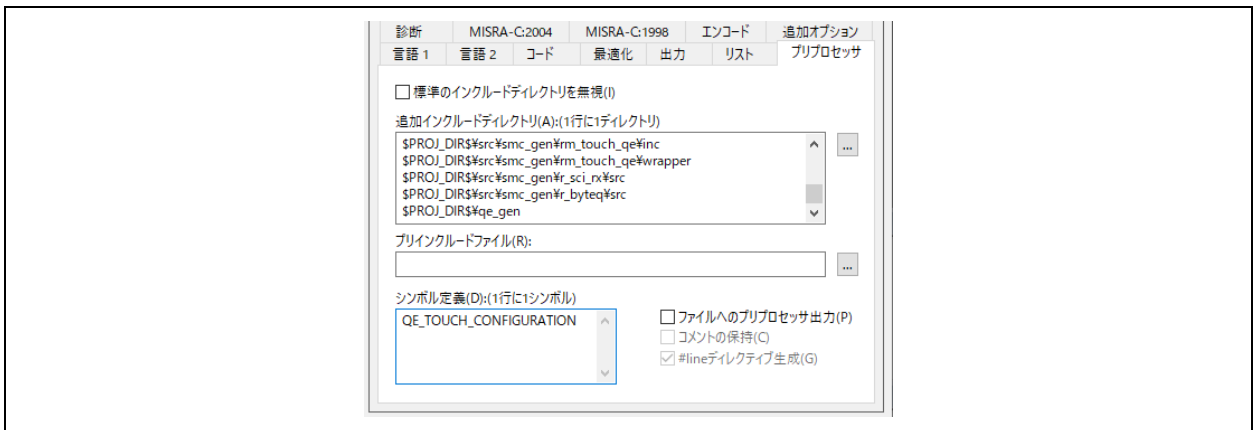 診断 MISRA-C:2004 MISRA-C:1998 エンコード 追加オプション
言語 1 言語 2 コード 最適化 出力 リスト プリプロセッサ
標準のインクルードディレクトリを無視(I)
追加インクルードディレクトリ(A):(1行に1ディレクトリ)
$PROJ_DIR$¥src¥smc_gen¥rm_touch_qe¥inc
$PROJ_DIR$¥src¥smc_gen¥rm_touch_qe¥wrapper
$PROJ_DIR$¥src¥smc_gen¥r_sci_rx¥src
$PROJ_DIR$¥src¥smc_gen¥r_byteq¥src
$PROJ_DIR$¥qe_gen
...
プリインクルードファイル(R):
...
シンボル定義(D):(1行に1シンボル)
QE_TOUCH_CONFIGURATION
ファイルへのプリプロセッサ出力(P)
コメントの保持(C)
#lineディレクティブ生成(G)